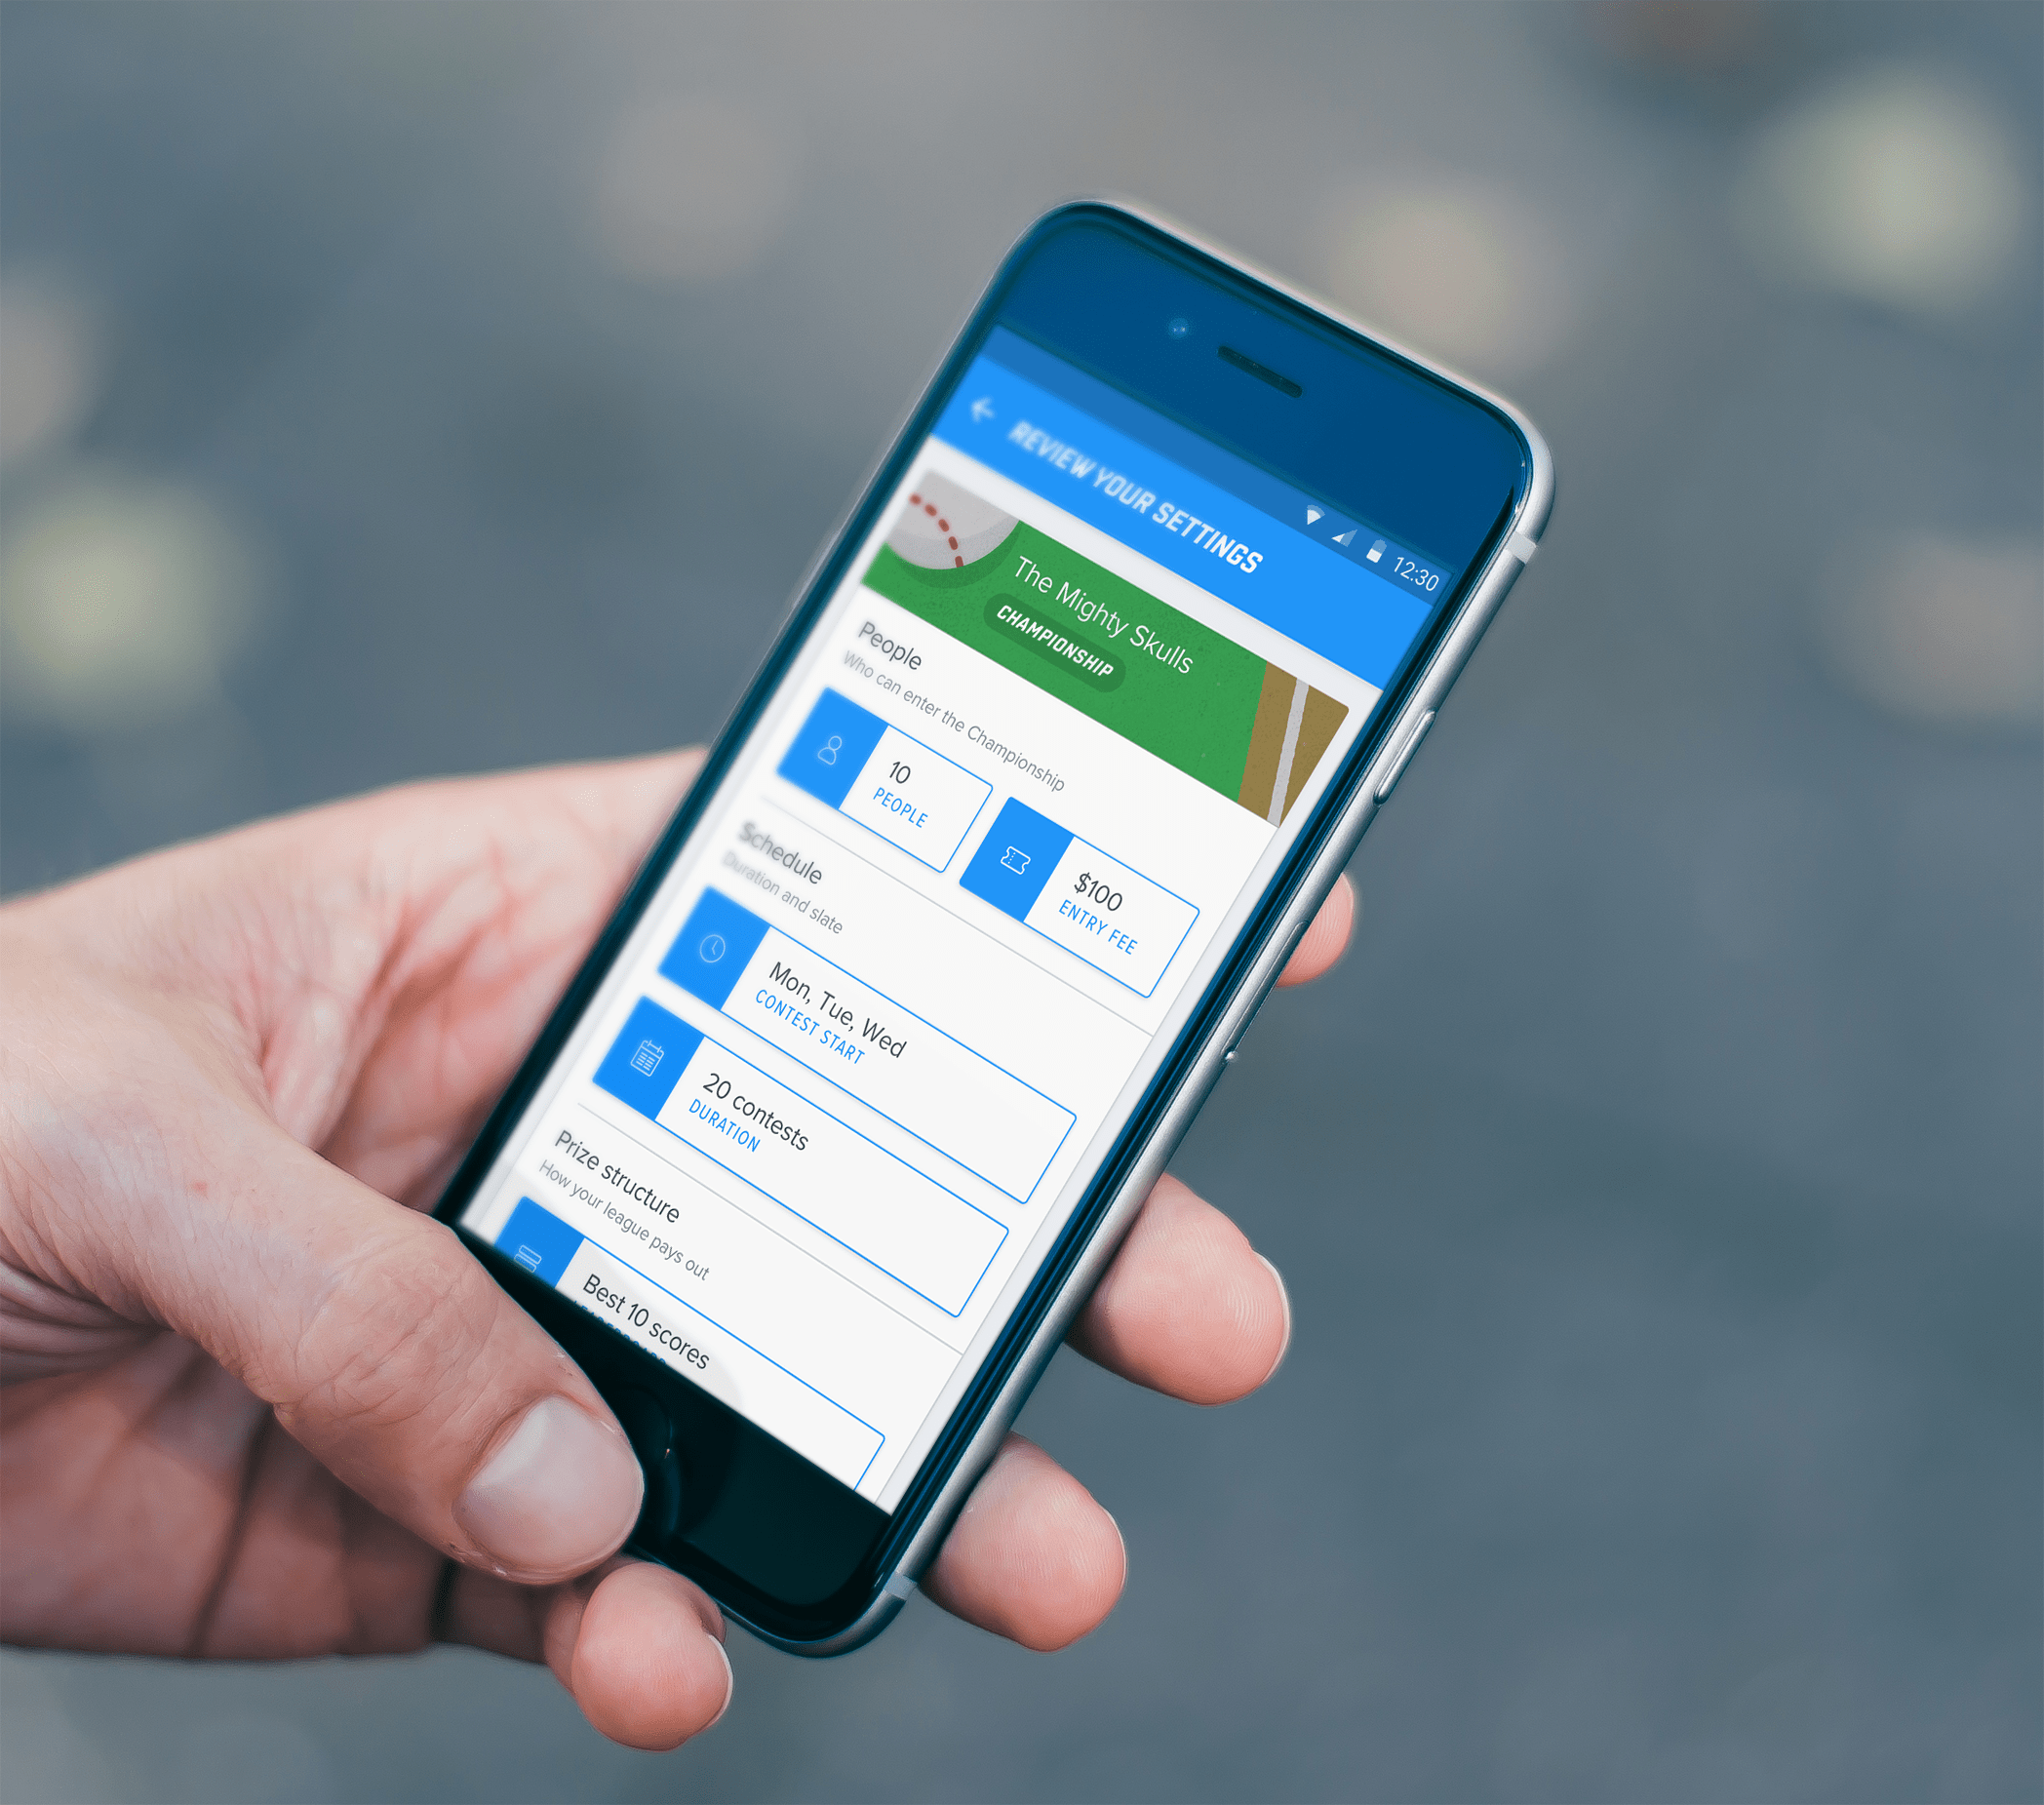 12:30
REVIEW YOUR SETTINGS
The Mighty Skulls
CHAMPIONSHIP
People
Who can enter the Championship
10
PEOPLE
$100
ENTRY FEE
Schedule
Duration and slate
Mon, Tue, Wed
CONTEST START
20 contests
DURATION
Prize structure
How your league pays out
Best 10 scores